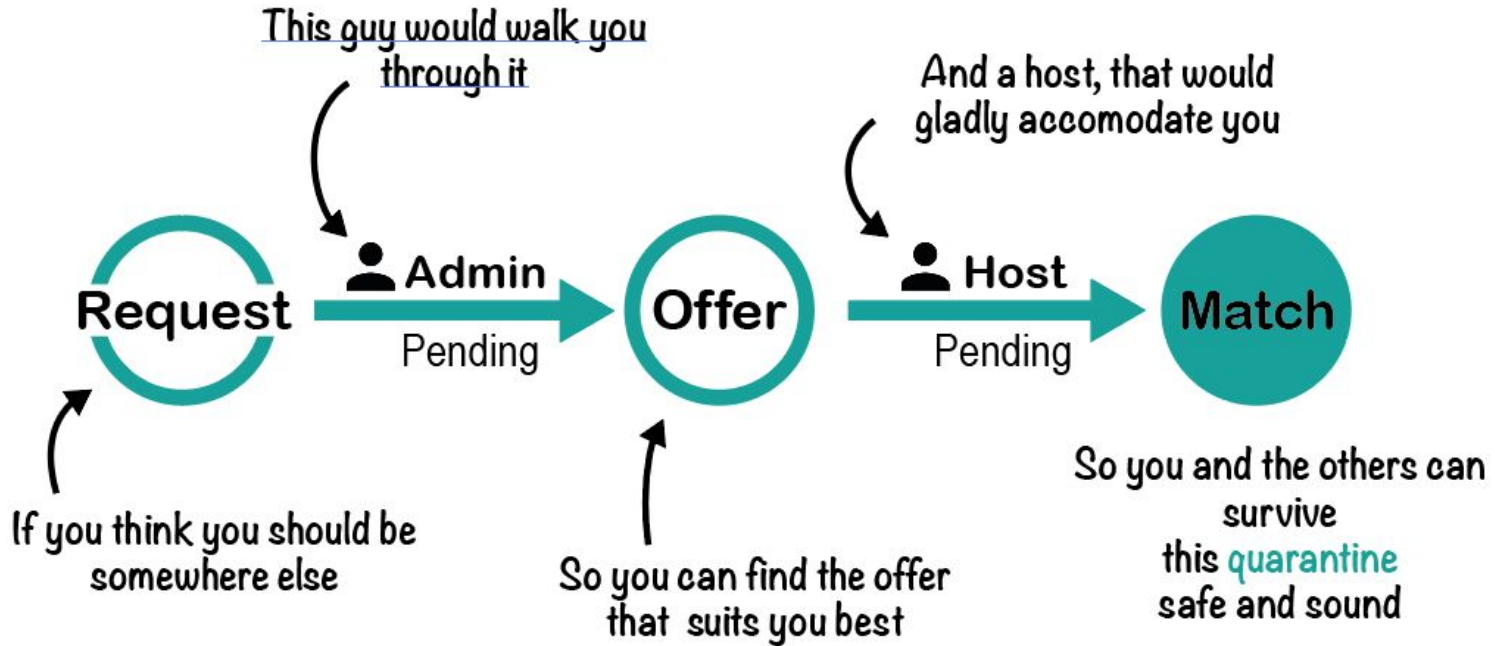 This guy would walk you
through it
And a host, that would
gladly accomodate you
Request
Admin
Pending
Offer
Host
Pending
Match
If you think you should be
somewhere else
So you can find the offer
that suits you best
So you and the others can
survive
this quarantine
safe and sound